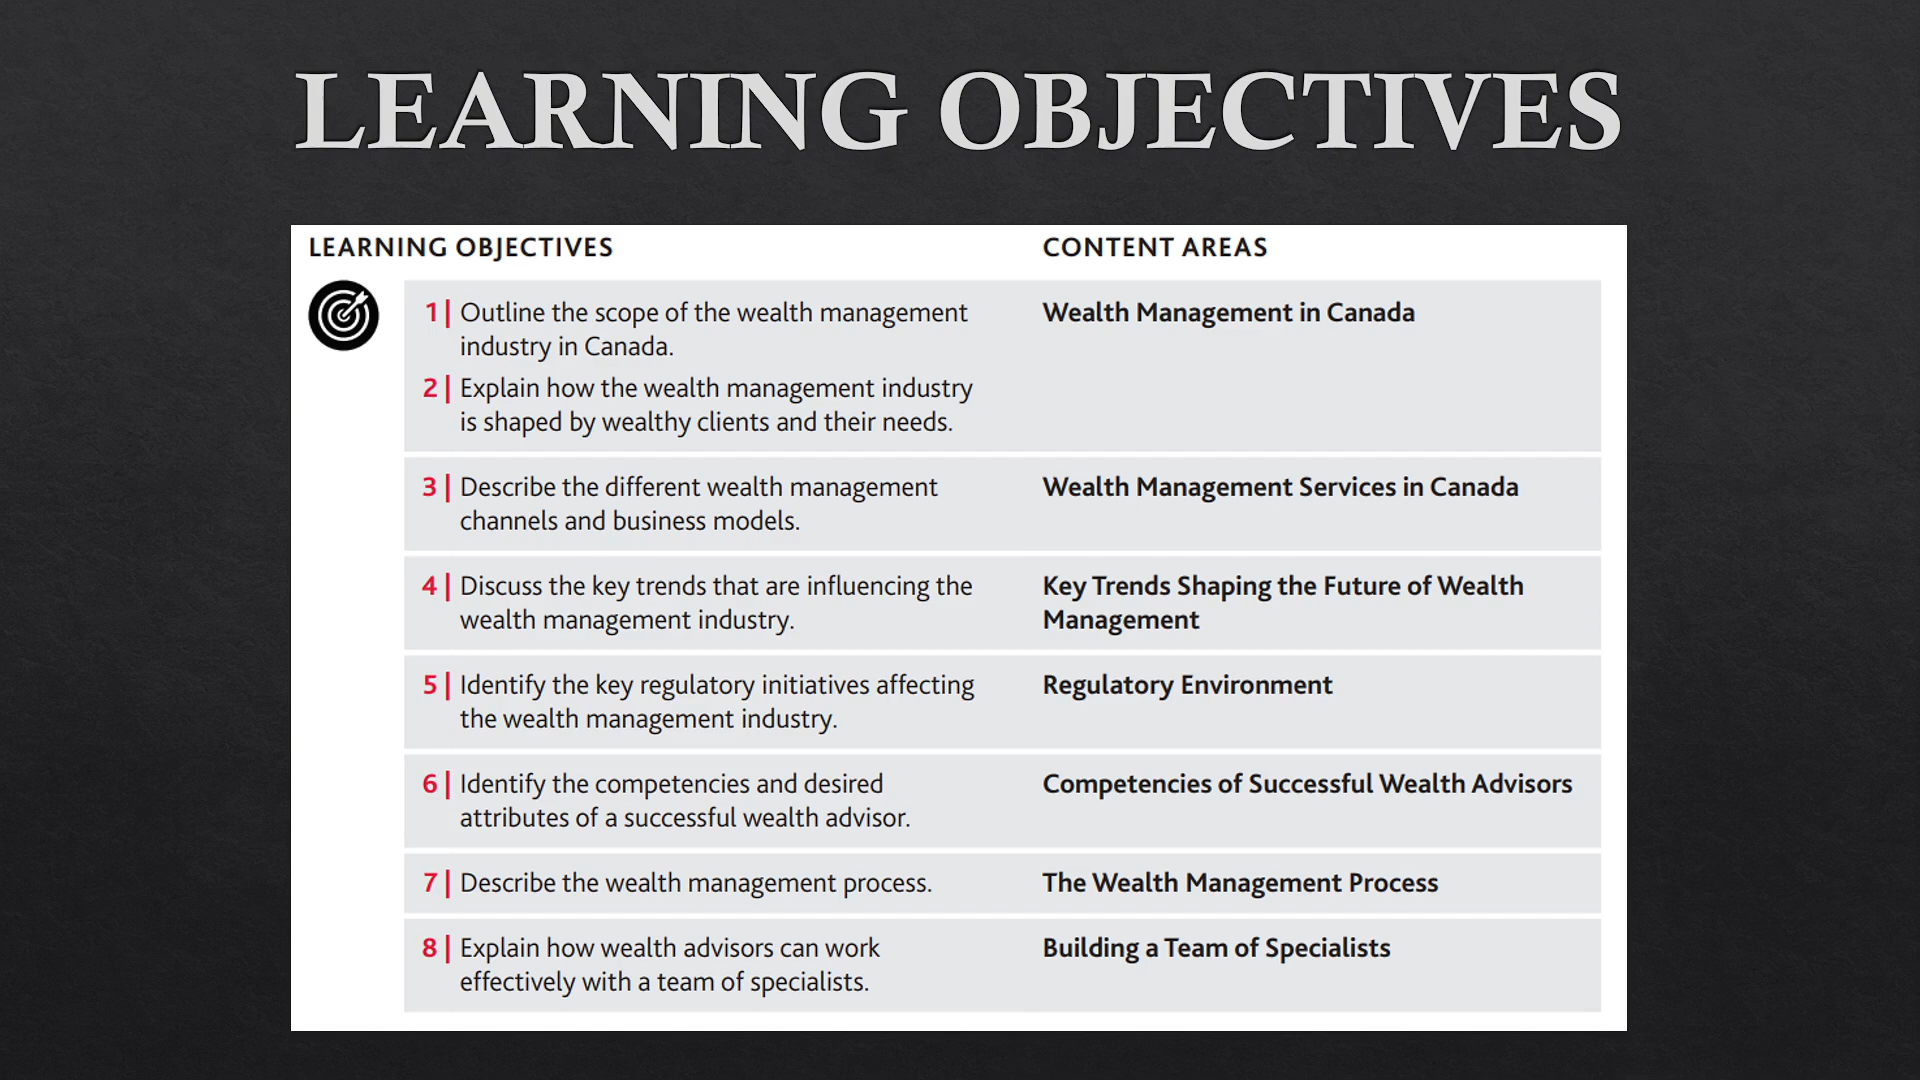 LEARNING OBJECTIVES
LEARNING OBJECTIVES
CONTENT AREAS
1| Outline the scope of the wealth management
industry in Canada.
Wealth Management in Canada
2| Explain how the wealth management industry
is shaped by wealthy clients and their needs.
3| Describe the different wealth management
channels and business models.
Wealth Management Services in Canada
4| Discuss the key trends that are influencing the
wealth management industry.
Key Trends Shaping the Future of Wealth
Management
5| Identify the key regulatory initiatives affecting
the wealth management industry.
Regulatory Environment
6| Identify the competencies and desired
attributes of a successful wealth advisor.
Competencies of Successful Wealth Advisors
7| Describe the wealth management process.
The Wealth Management Process
8| Explain how wealth advisors can work
effectively with a team of specialists.
Building a Team of Specialists